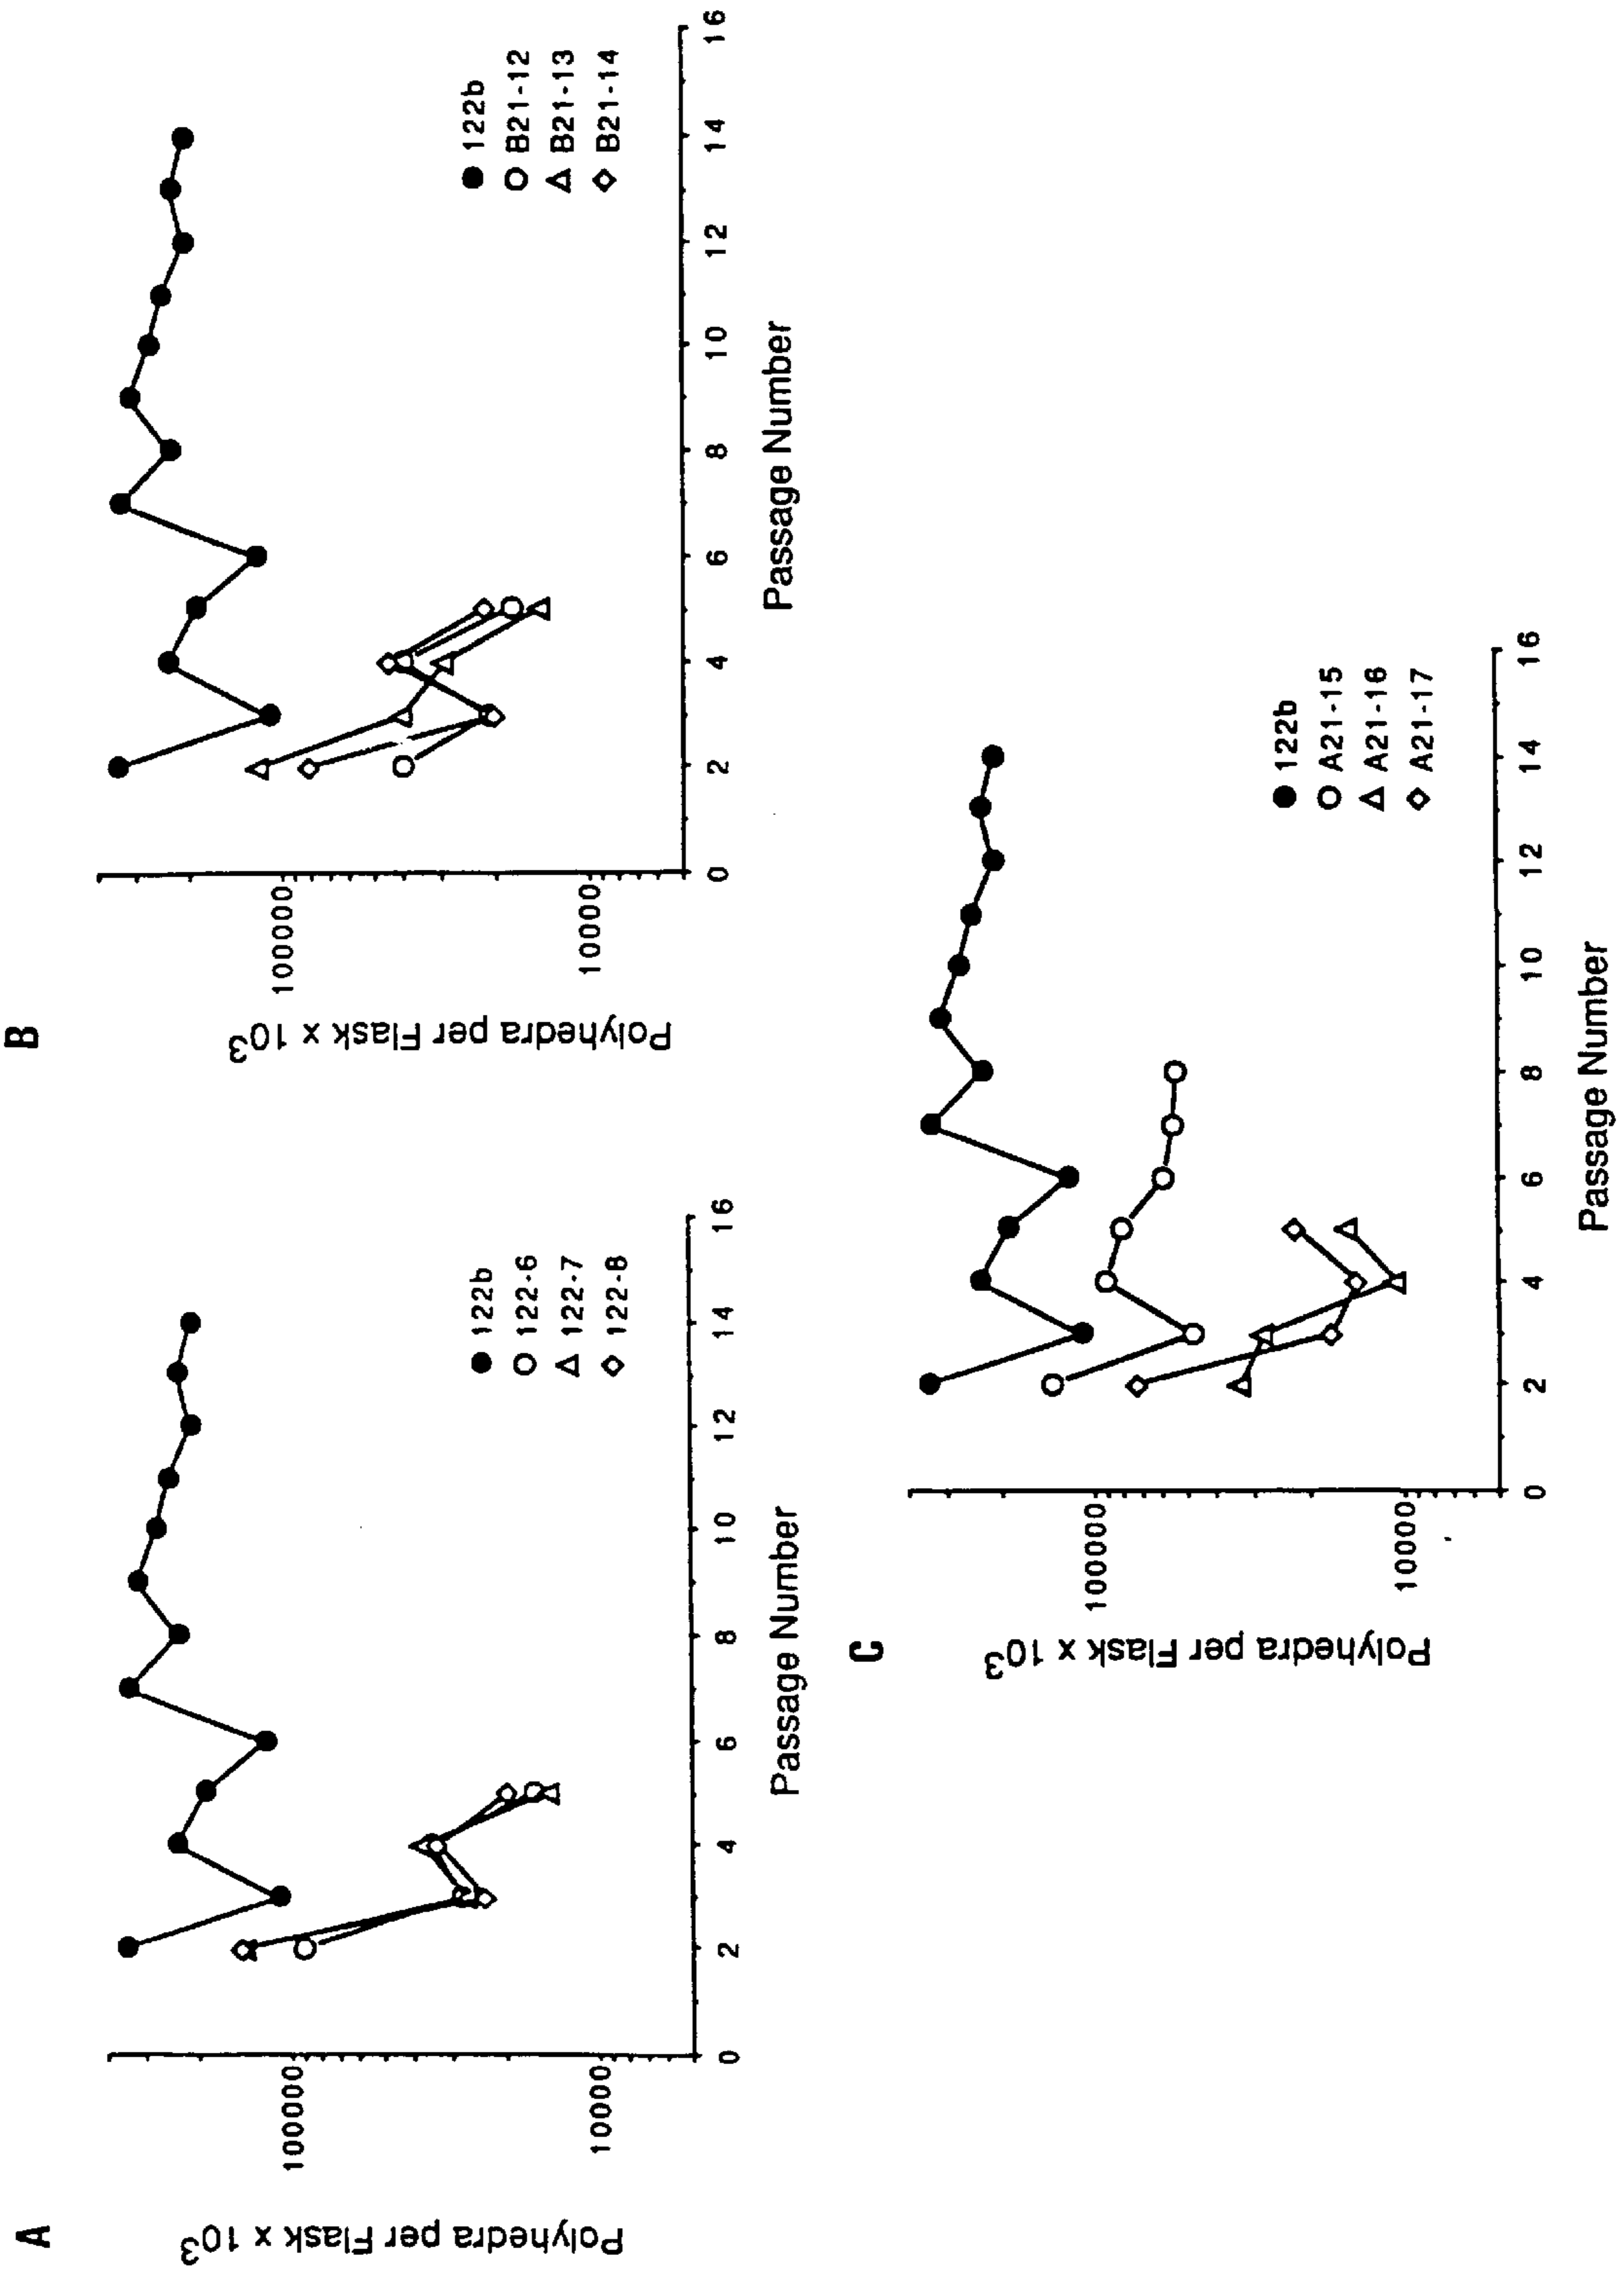 A
Polyhedra per Flask x 10³
100000
10000
0 2 4 6 8 10 12 14 16
Passage Number
122b
122-6
122-7
122-8
B
Polyhedra per Flask x 10³
100000
10000
0 2 4 6 8 10 12 14 16
Passage Number
122b
B21-12
B21-13
B21-14
C
Polyhedra per Flask x 10³
100000
10000
0 2 4 6 8 10 12 14 16
Passage Number
122b
A21-15
A21-16
A21-17